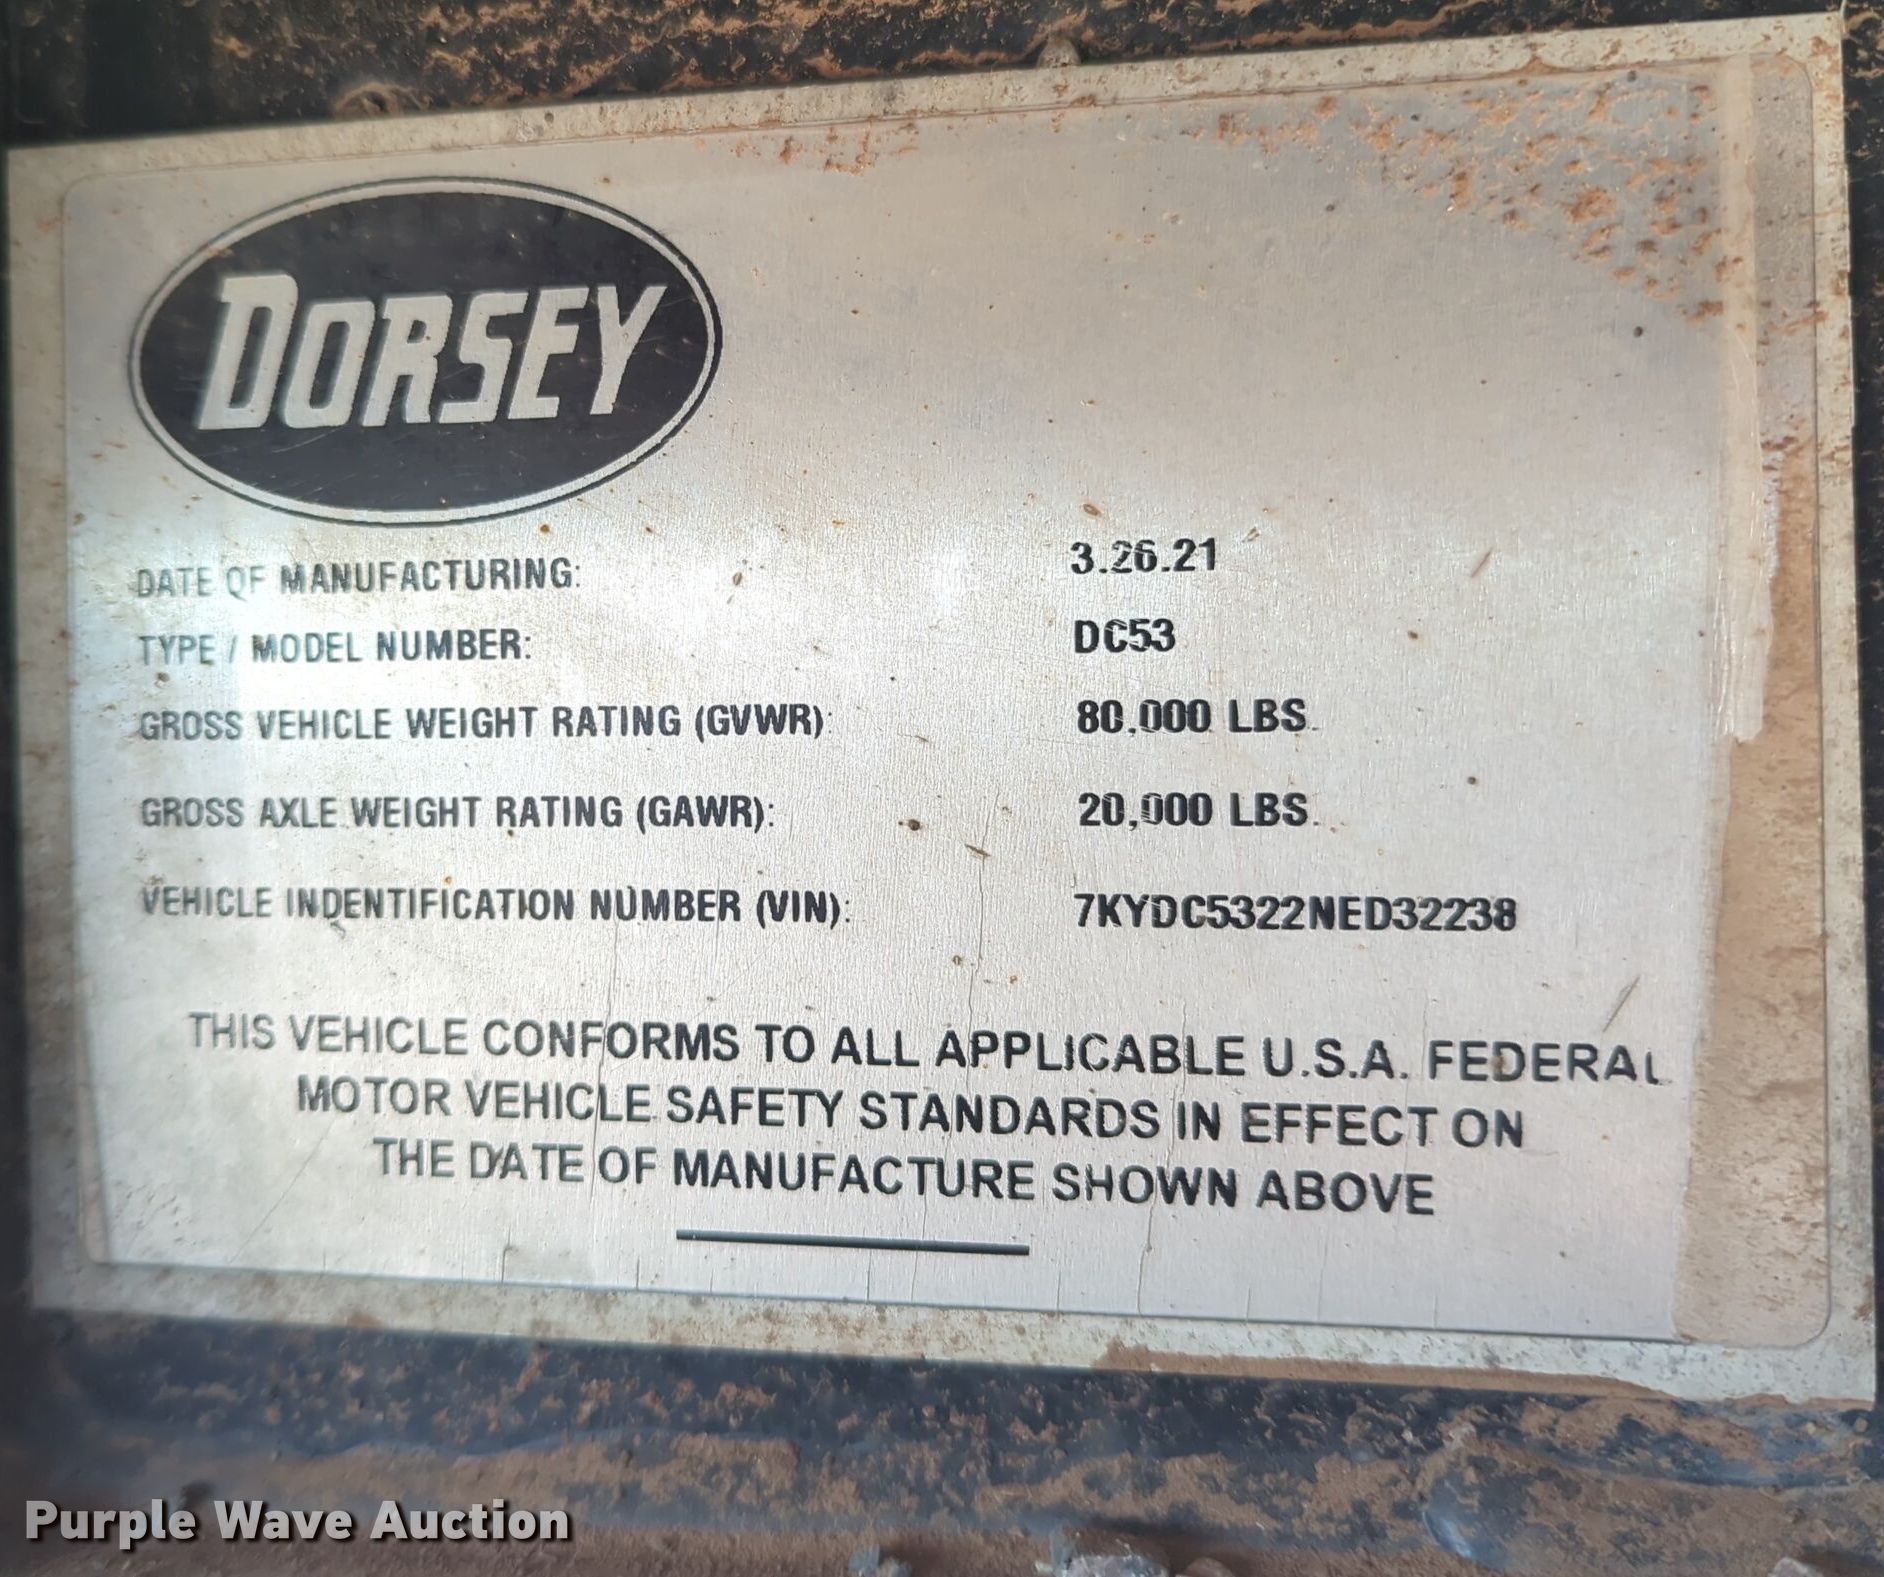 DORSEY
DATE OF MANUFACTURING: 3.26.21
TYPE / MODEL NUMBER: DC53
GROSS VEHICLE WEIGHT RATING (GVWR): 80,000 LBS.
GROSS AXLE WEIGHT RATING (GAWR): 20,000 LBS.
VEHICLE INDENTIFICATION NUMBER (VIN): 7KYDC5322NED32238
THIS VEHICLE CONFORMS TO ALL APPLICABLE U.S.A. FEDERAL
MOTOR VEHICLE SAFETY STANDARDS IN EFFECT ON
THE DATE OF MANUFACTURE SHOWN ABOVE
Purple Wave Auction